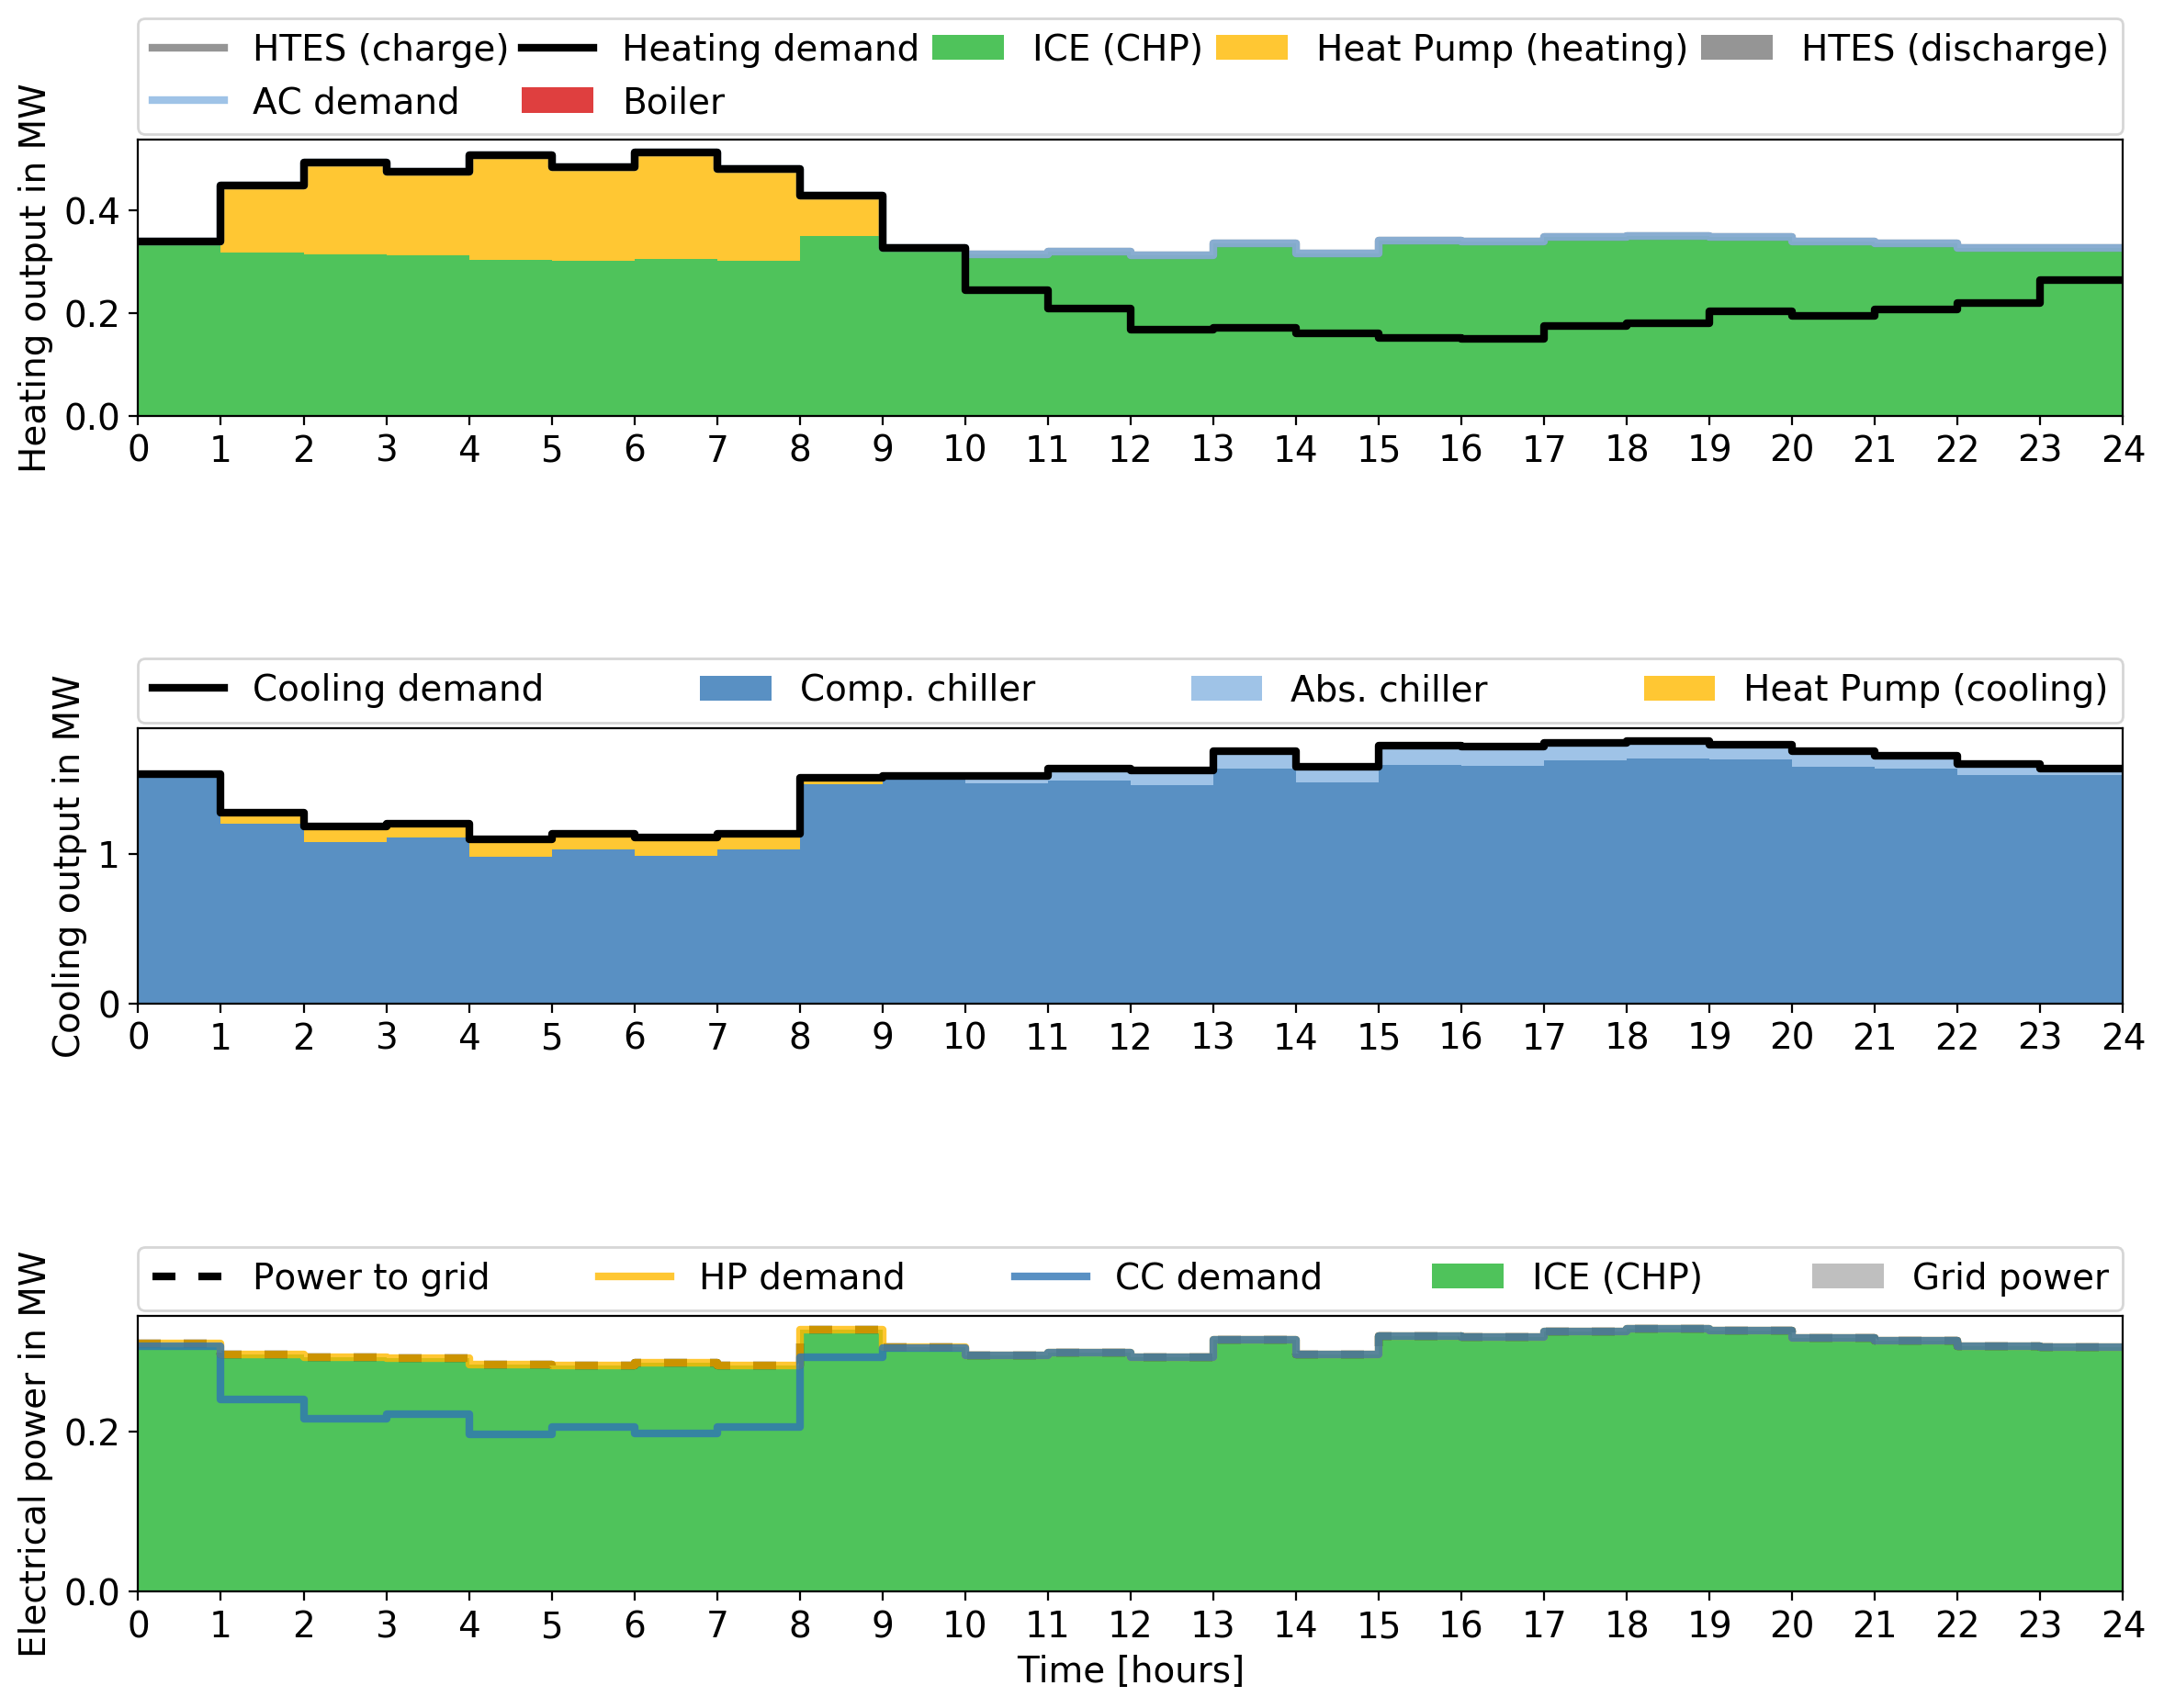 HTES (charge) Heating demand ICE (CHP) Heat Pump (heating) HTES (discharge)
AC demand Boiler
Heating output in MW
0.4
0.2
0.0
0 1 2 3 4 5 6 7 8 9 10 11 12 13 14 15 16 17 18 19 20 21 22 23 24
Cooling demand Comp. chiller Abs. chiller Heat Pump (cooling)
Cooling output in MW
1
0
0 1 2 3 4 5 6 7 8 9 10 11 12 13 14 15 16 17 18 19 20 21 22 23 24
Power to grid HP demand CC demand ICE (CHP) Grid power
Electrical power in MW
0.2
0.0
0 1 2 3 4 5 6 7 8 9 10 11 12 13 14 15 16 17 18 19 20 21 22 23 24
Time [hours]